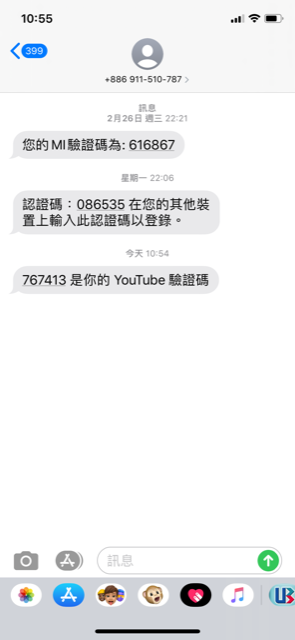 10:55
399
+886 911-510-787 >
訊息
2月26日 週三 22:21
您的MI驗證碼為: 616867
星期一 22:06
認證碼：086535 在您的其他裝
置上輸入此認證碼以登錄。
今天 10:54
767413 是你的 YouTube 驗證碼
訊息